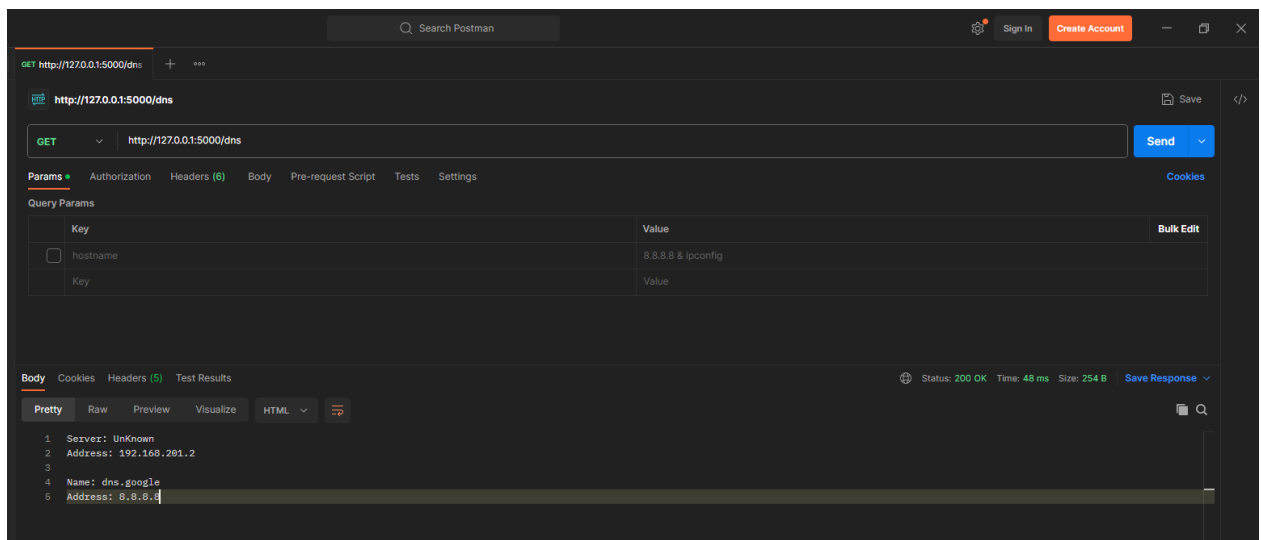 Search Postman
Sign In
Create Account
GET http://127.0.0.1:5000/dns
HTTP http://127.0.0.1:5000/dns
Save
GET http://127.0.0.1:5000/dns
Send
Params Authorization Headers (6) Body Pre-request Script Tests Settings
Cookies
Query Params
Key Value Bulk Edit
hostname 8.8.8.8 & ipconfig
Key Value
Body Cookies Headers (5) Test Results
Status: 200 OK Time: 48 ms Size: 254 B Save Response
Pretty Raw Preview Visualize HTML
1 Server: UnKnown
2 Address: 192.168.201.2
3
4 Name: dns.google
5 Address: 8.8.8.8